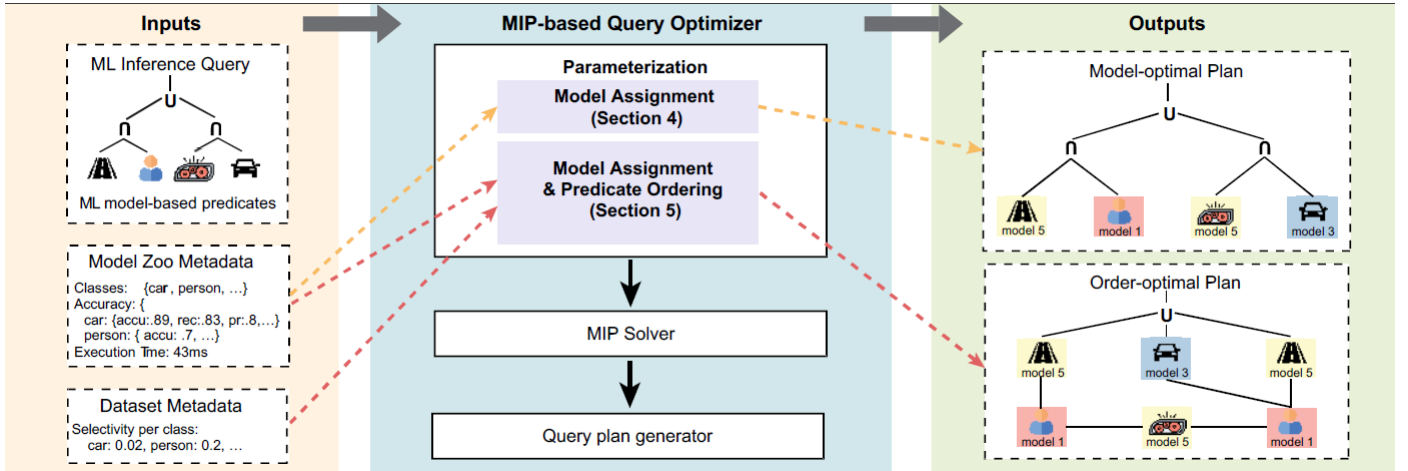 Inputs
ML Inference Query
U
∩
∩
ML model-based predicates
Model Zoo Metadata
Classes: {car, person, …}
Accuracy: {
car: {accu:.89, rec:.83, pr:.8,…}
person: { accu: .7, …}
Execution Time: 43ms
Dataset Metadata
Selectivity per class:
car: 0.02, person: 0.2, …
MIP-based Query Optimizer
Parameterization
Model Assignment
(Section 4)
Model Assignment
& Predicate Ordering
(Section 5)
MIP Solver
Query plan generator
Outputs
Model-optimal Plan
U
∩
∩
model 5
model 1
model 5
model 3
Order-optimal Plan
U
model 5
model 3
model 5
model 1
model 5
model 1